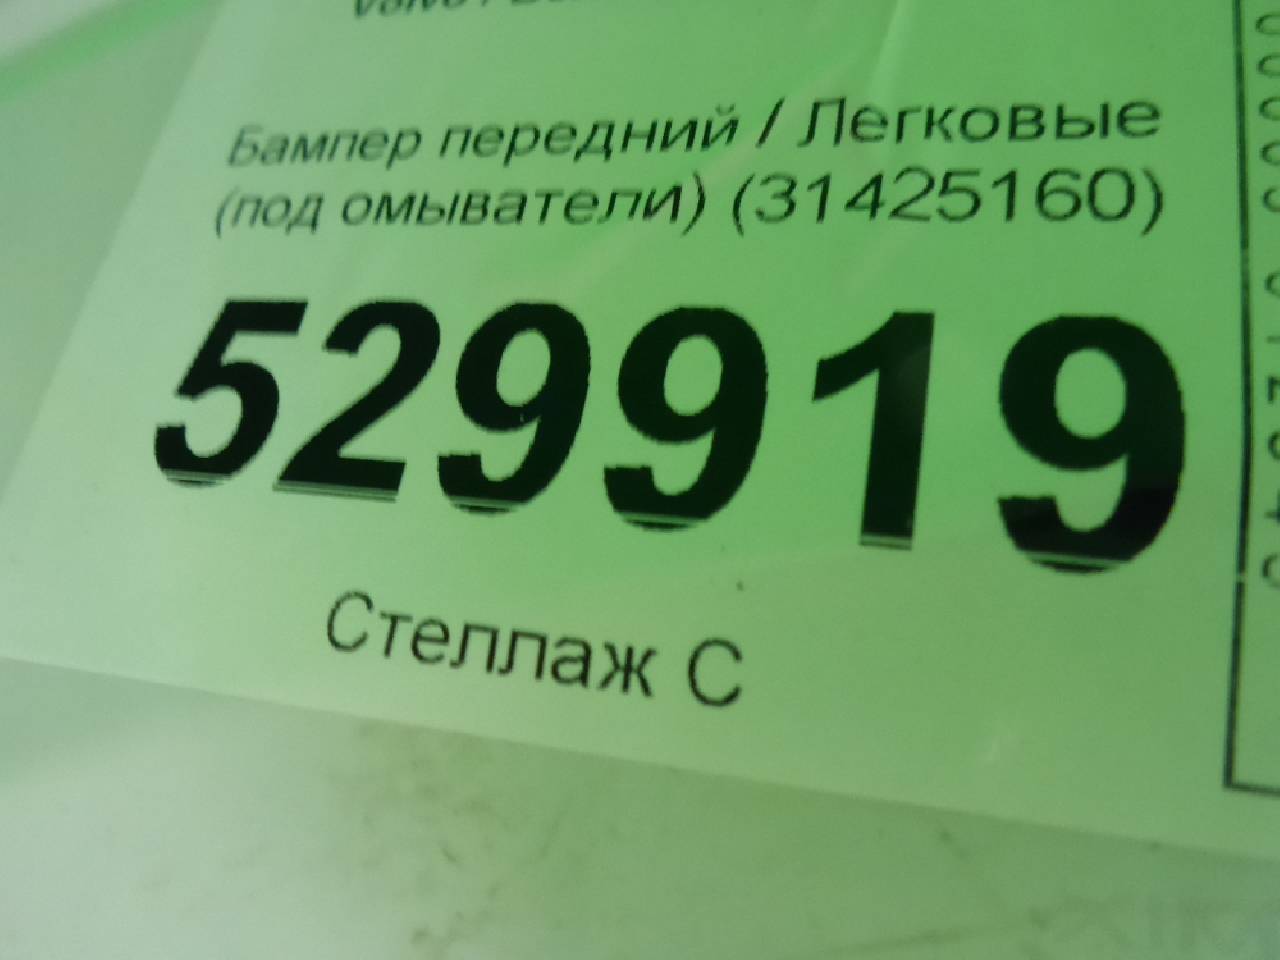 Бампер передний / Легковые
(под омыватели) (31425160)
529919
Стеллаж С